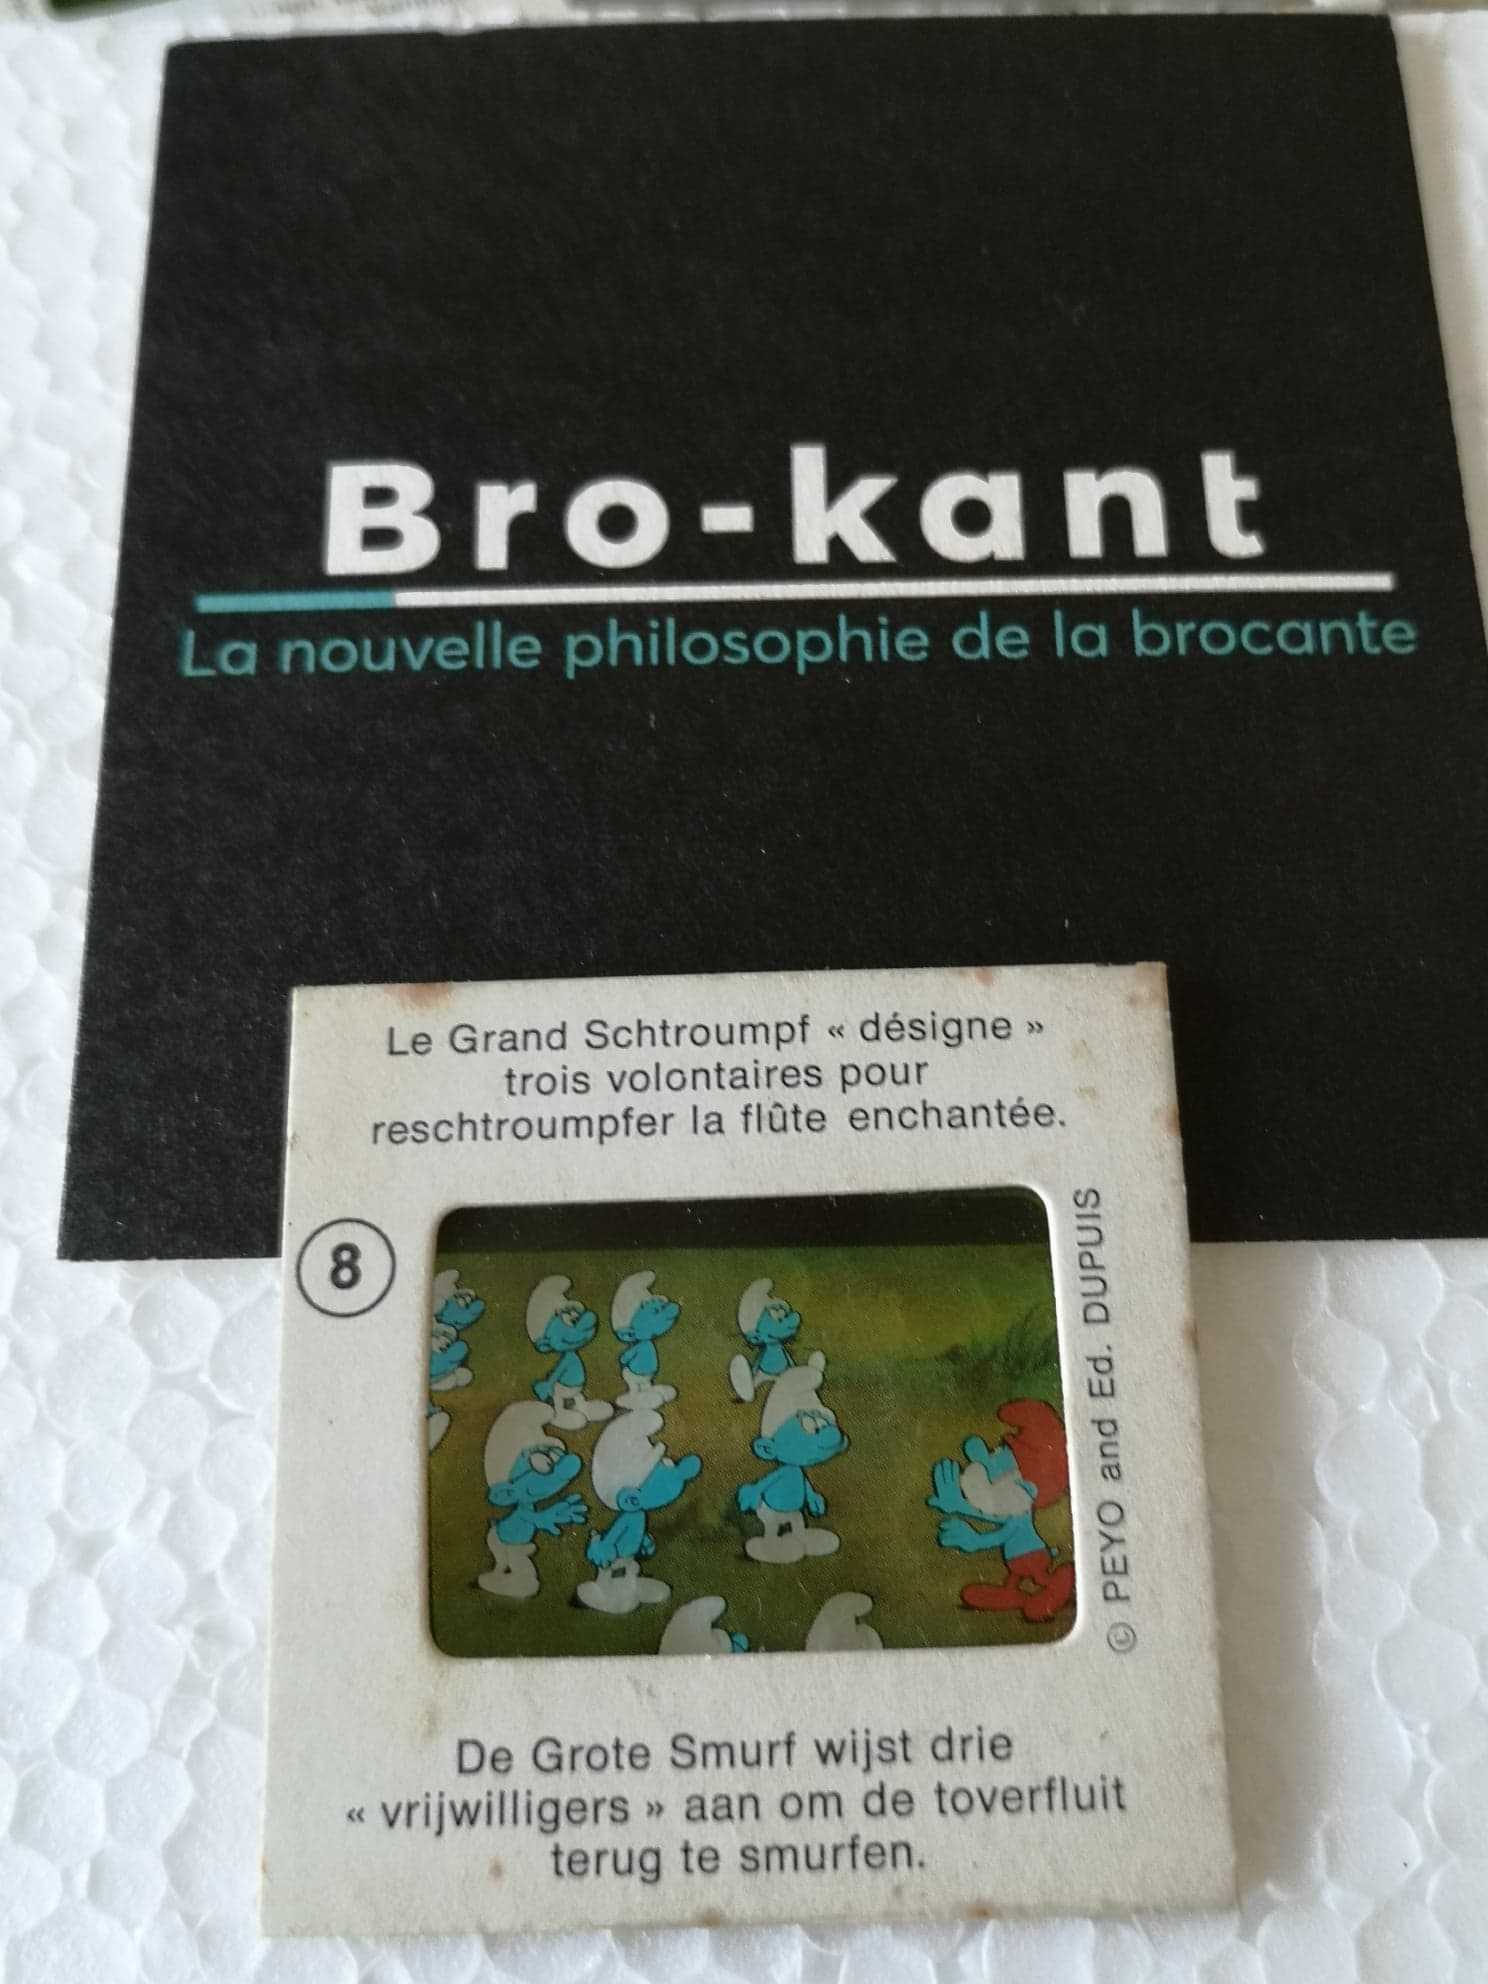 Bro-kant
La nouvelle philosophie de la brocante
Le Grand Schtroumpf « désigne »
trois volontaires pour
reschtroumpfer la flûte enchantée.
8
© PEYO and Ed. DUPUIS
De Grote Smurf wijst drie
« vrijwilligers » aan om de toverfluit
terug te smurfen.